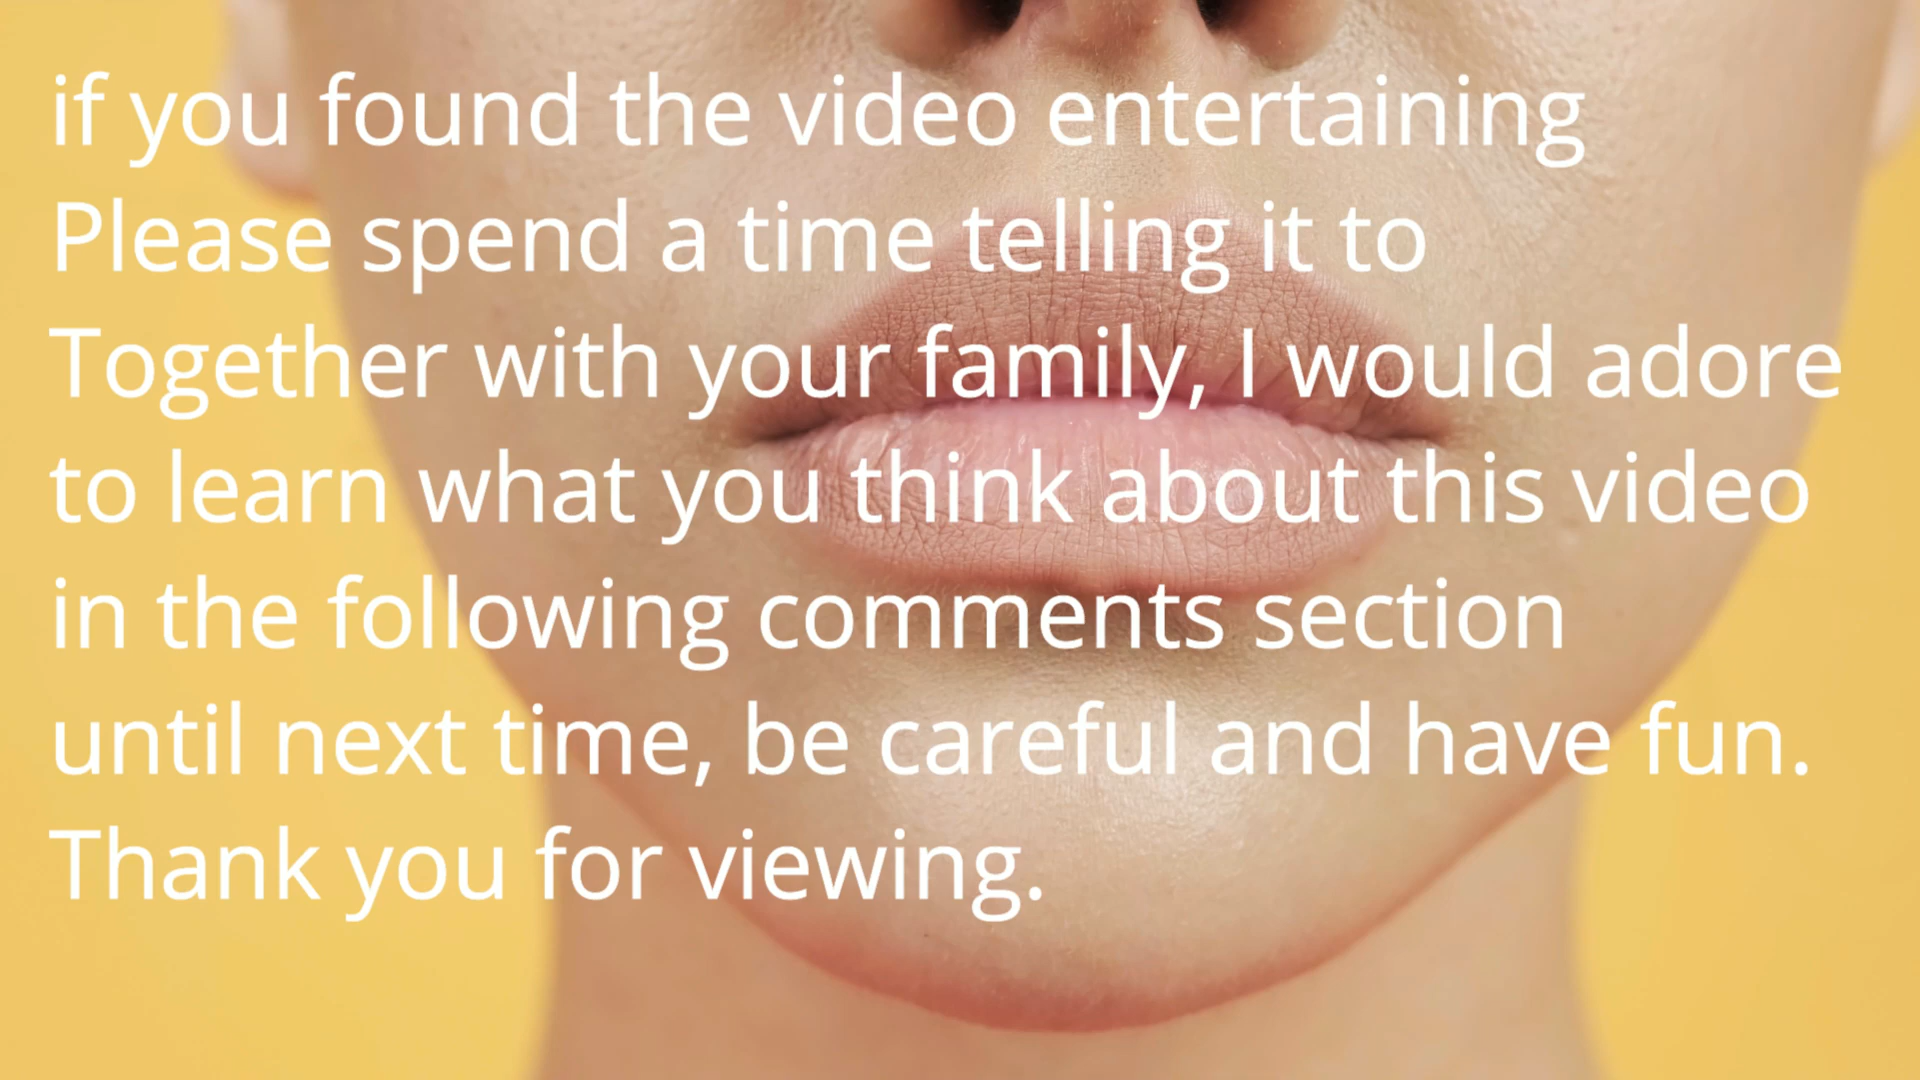 if you found the video entertaining
Please spend a time telling it to
Together with your family, I would adore
to learn what you think about this video
in the following comments section
until next time, be careful and have fun.
Thank you for viewing.